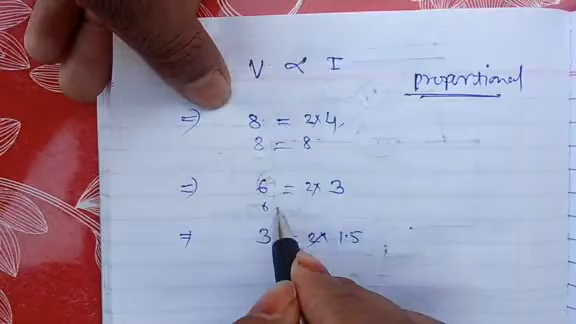 V ∝ I
proportional
⇒ 8 = 2×4
8 = 8
⇒ 6 = 2× 3
6
⇒ 3 = 2× 1.5